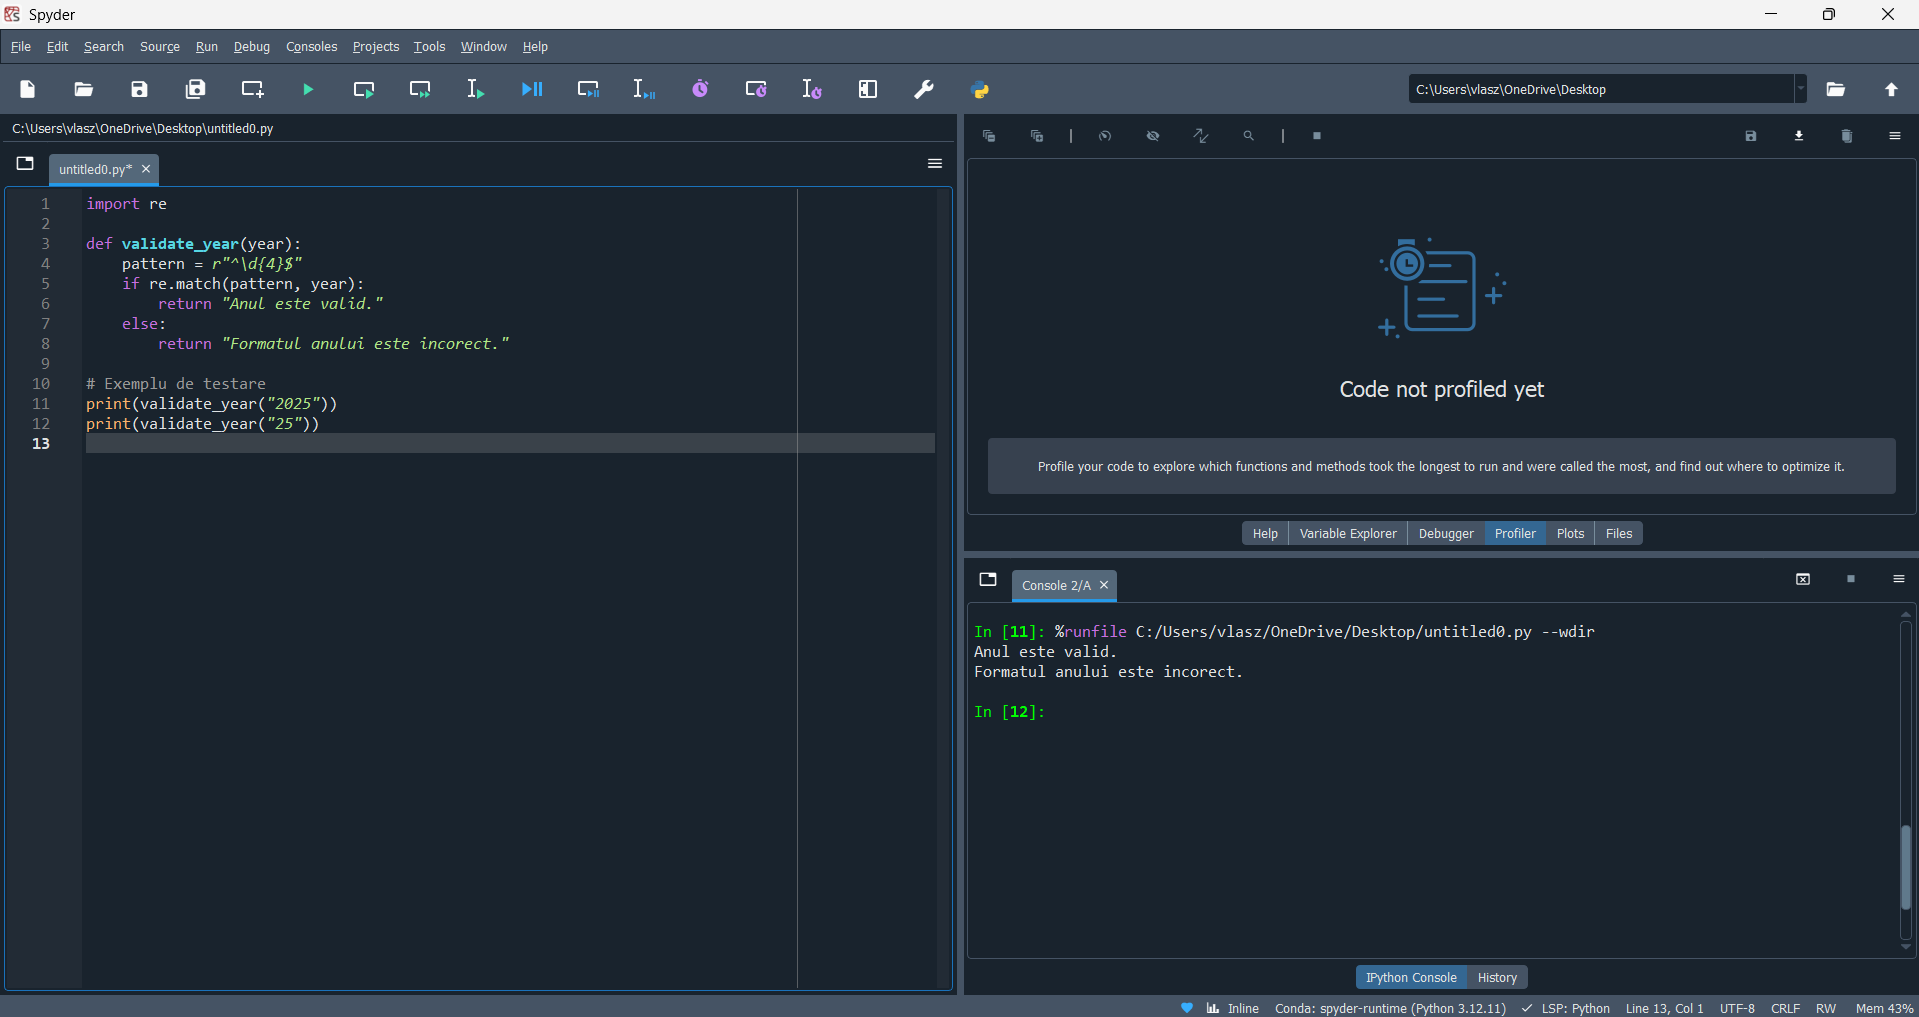 Spyder
File Edit Search Source Run Debug Consoles Projects Tools Window Help
C:\Users\vlasz\OneDrive\Desktop
C:\Users\vlasz\OneDrive\Desktop\untitled0.py
untitled0.py*
1 import re
2
3 def validate_year(year):
4     pattern = r"^\d{4}$"
5     if re.match(pattern, year):
6         return "Anul este valid."
7     else:
8         return "Formatul anului este incorect."
9
10 # Exemplu de testare
11 print(validate_year("2025"))
12 print(validate_year("25"))
13
Code not profiled yet
Profile your code to explore which functions and methods took the longest to run and were called the most, and find out where to optimize it.
Help Variable Explorer Debugger Profiler Plots Files
Console 2/A
In [11]: %runfile C:/Users/vlasz/OneDrive/Desktop/untitled0.py --wdir
Anul este valid.
Formatul anului este incorect.
In [12]:
IPython Console History
Inline Conda: spyder-runtime (Python 3.12.11) LSP: Python Line 13, Col 1 UTF-8 CRLF RW Mem 43%